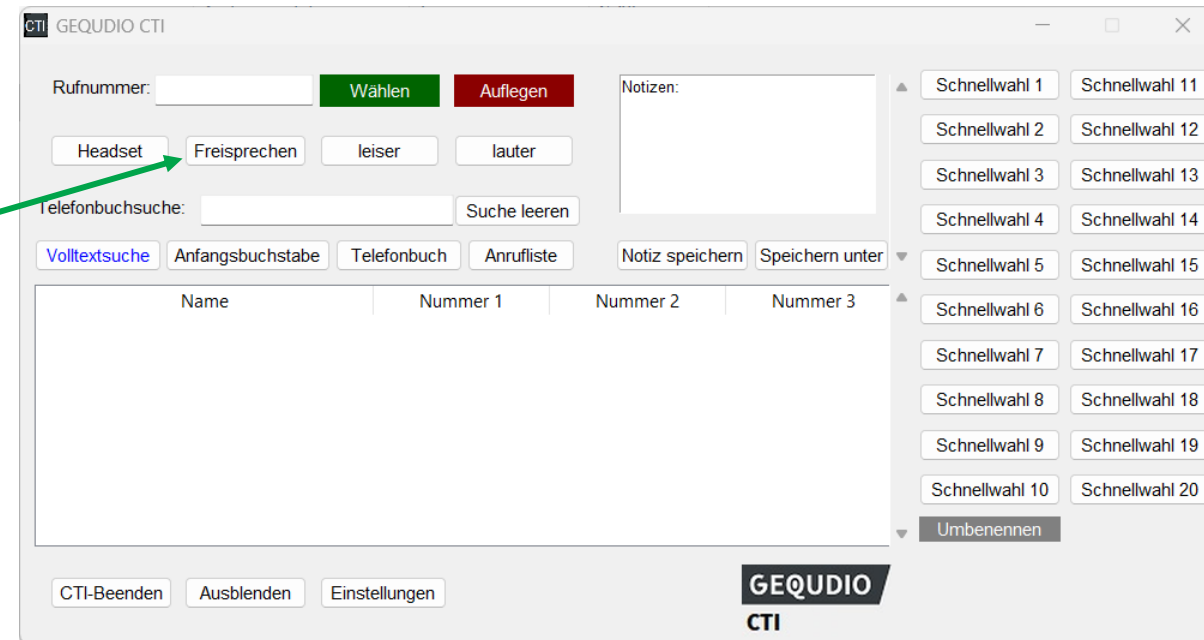 CTI GEQUDIO CTI
Rufnummer: Wählen Auflegen
Headset Freisprechen leiser lauter
Telefonbuchsuche: Suche leeren
Volltextsuche Anfangsbuchstabe Telefonbuch Anrufliste
Name Nummer 1 Nummer 2 Nummer 3
Notizen:
Notiz speichern Speichern unter
Schnellwahl 1 Schnellwahl 11
Schnellwahl 2 Schnellwahl 12
Schnellwahl 3 Schnellwahl 13
Schnellwahl 4 Schnellwahl 14
Schnellwahl 5 Schnellwahl 15
Schnellwahl 6 Schnellwahl 16
Schnellwahl 7 Schnellwahl 17
Schnellwahl 8 Schnellwahl 18
Schnellwahl 9 Schnellwahl 19
Schnellwahl 10 Schnellwahl 20
Umbenennen
CTI-Beenden Ausblenden Einstellungen
GEQUDIO
CTI